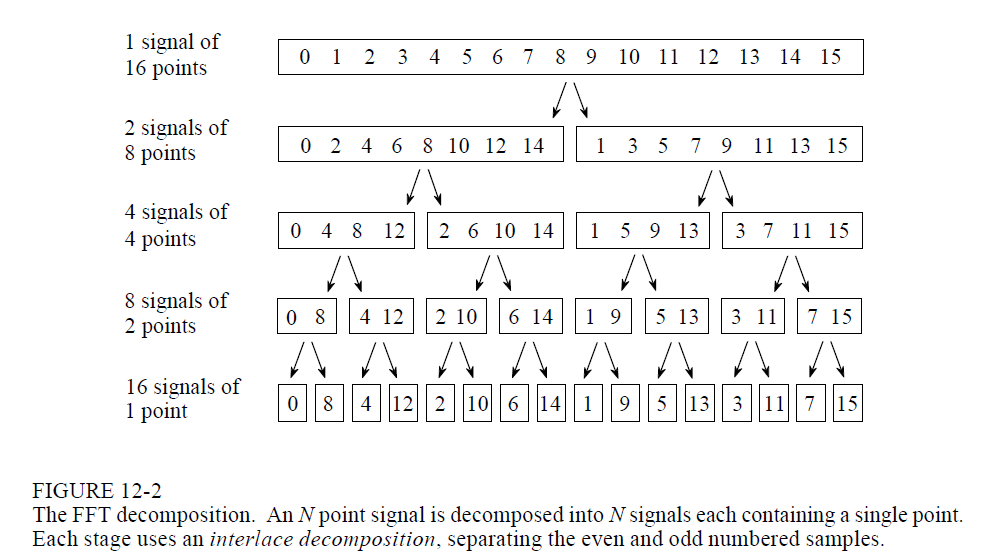 1 signal of
16 points
0 1 2 3 4 5 6 7 8 9 10 11 12 13 14 15
2 signals of
8 points
0 2 4 6 8 10 12 14 1 3 5 7 9 11 13 15
4 signals of
4 points
0 4 8 12 2 6 10 14 1 5 9 13 3 7 11 15
8 signals of
2 points
0 8 4 12 2 10 6 14 1 9 5 13 3 11 7 15
16 signals of
1 point
0 8 4 12 2 10 6 14 1 9 5 13 3 11 7 15
FIGURE 12-2
The FFT decomposition. An N point signal is decomposed into N signals each containing a single point.
Each stage uses an interlace decomposition, separating the even and odd numbered samples.